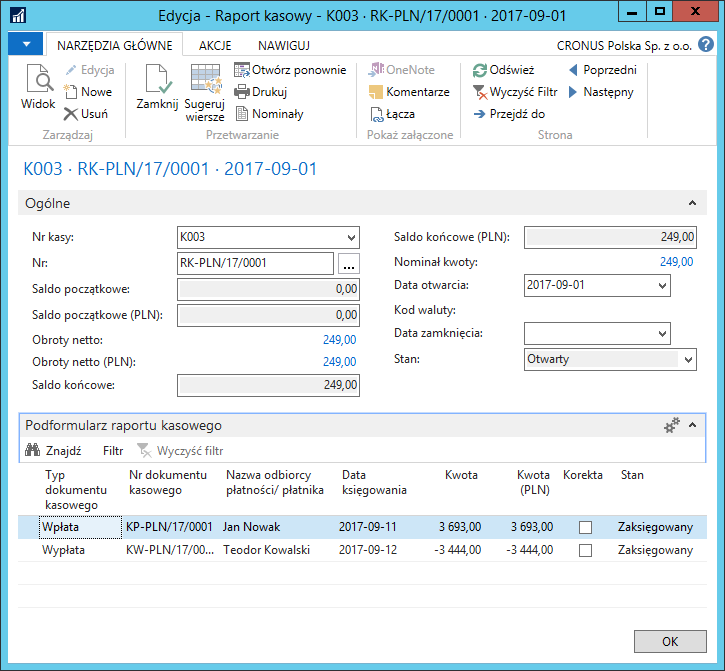 Edycja - Raport kasowy - K003 · RK-PLN/17/0001 · 2017-09-01
NARZĘDZIA GŁÓWNE AKCJE NAWIGUJ CRONUS Polska Sp. z o.o.
Widok
Edycja
Nowe
Usuń
Zarządzaj
Zamknij
Sugeruj wiersze
Otwórz ponownie
Drukuj
Nominały
Przetwarzanie
OneNote
Komentarze
Łącza
Pokaż załączone
Odśwież
Wyczyść Filtr
Przejdź do
Poprzedni
Następny
Strona
K003 · RK-PLN/17/0001 · 2017-09-01
Ogólne
Nr kasy: K003
Nr: RK-PLN/17/0001 ...
Saldo początkowe: 0,00
Saldo początkowe (PLN): 0,00
Obroty netto: 249,00
Obroty netto (PLN): 249,00
Saldo końcowe: 249,00
Saldo końcowe (PLN): 249,00
Nominał kwoty: 249,00
Data otwarcia: 2017-09-01
Kod waluty:
Data zamknięcia:
Stan: Otwarty
Podformularz raportu kasowego
Znajdź Filtr Wyczyść filtr
Typ dokumentu kasowego Nr dokumentu kasowego Nazwa odbiorcy płatności/ płatnika Data księgowania Kwota Kwota (PLN) Korekta Stan
Wpłata KP-PLN/17/0001 Jan Nowak 2017-09-11 3 693,00 3 693,00 Zaksięgowany
Wypłata KW-PLN/17/00... Teodor Kowalski 2017-09-12 -3 444,00 -3 444,00 Zaksięgowany
OK